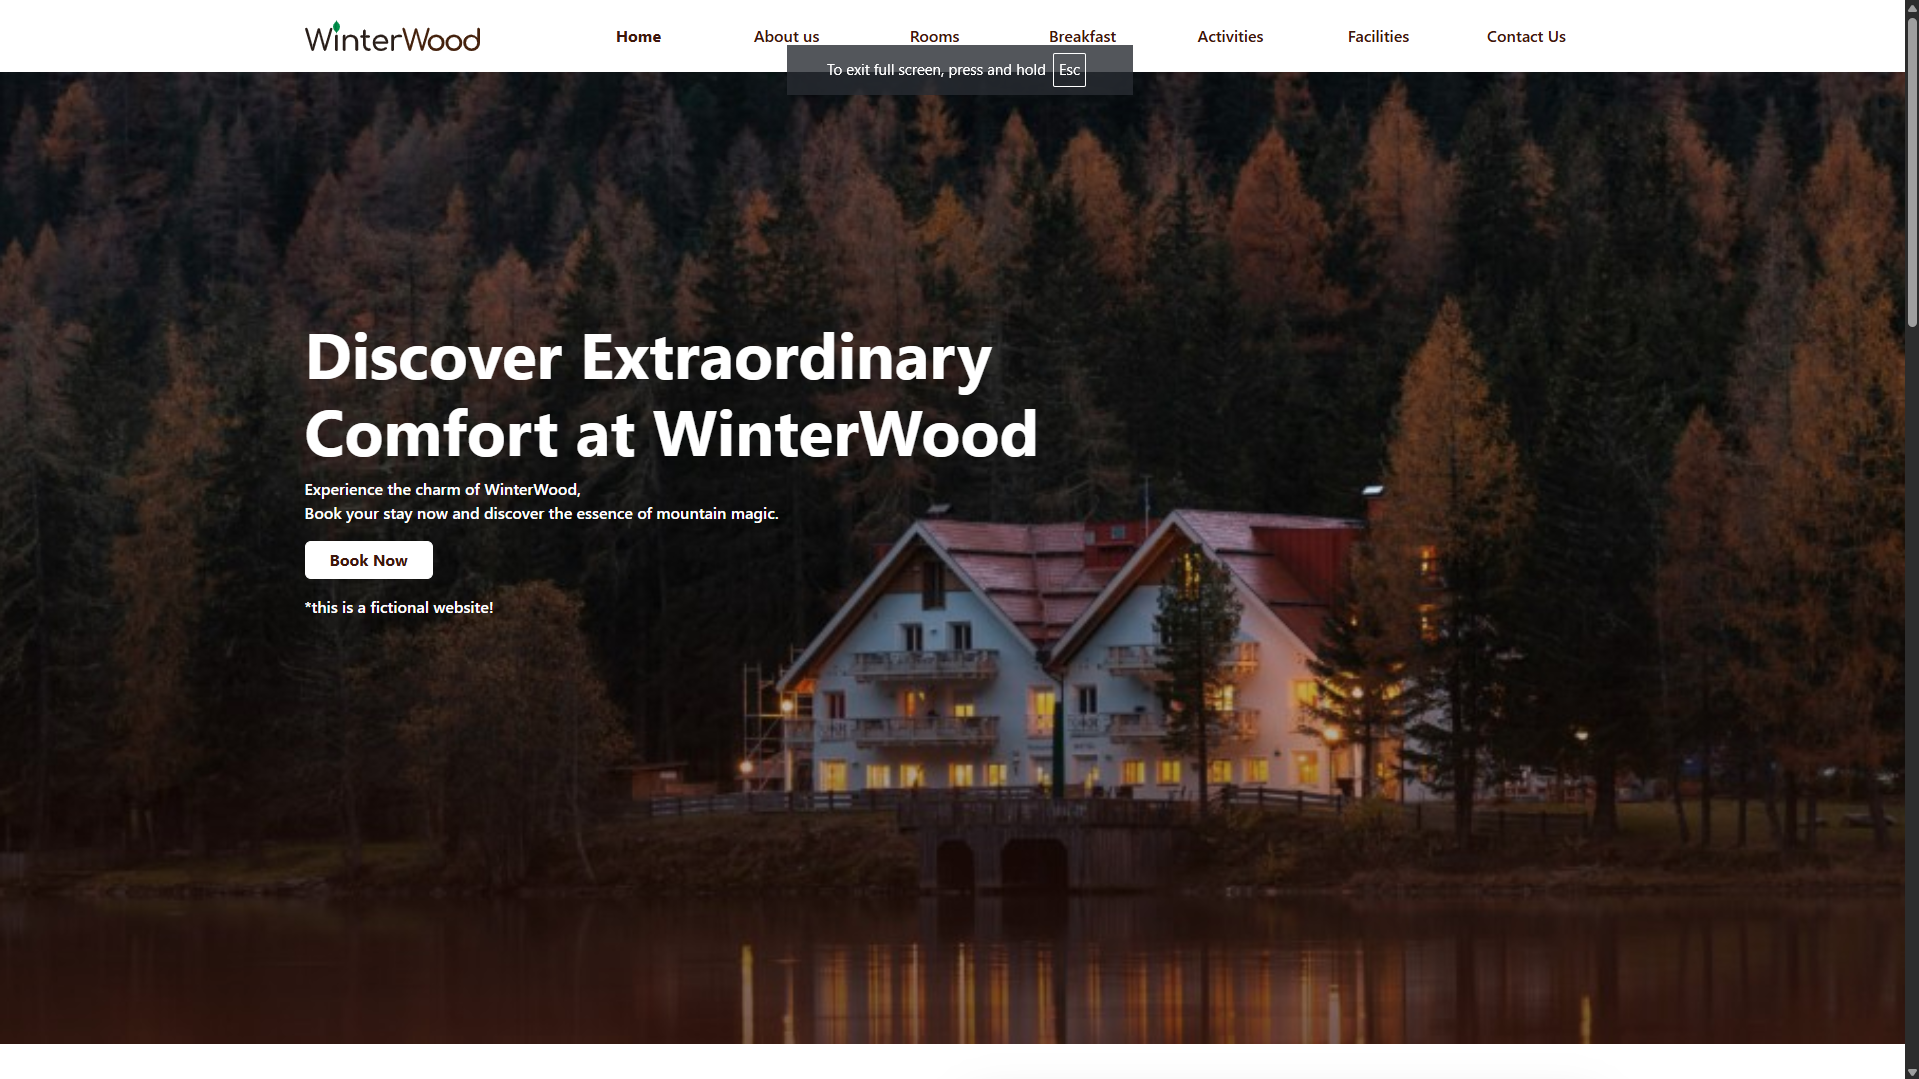 WinterWood
Home
About us
Rooms
Breakfast
Activities
Facilities
Contact Us
To exit full screen, press and hold Esc
Discover Extraordinary
Comfort at WinterWood
Experience the charm of WinterWood,
Book your stay now and discover the essence of mountain magic.
Book Now
*this is a fictional website!